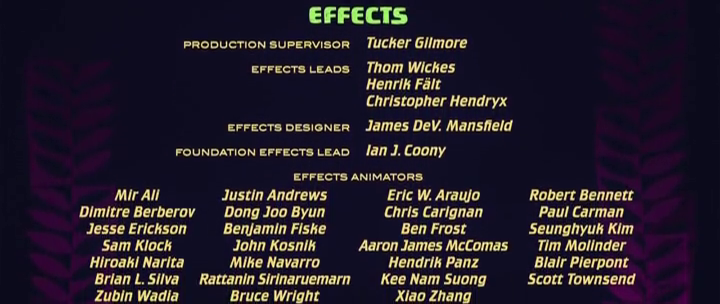 EFFECTS
PRODUCTION SUPERVISOR Tucker Gilmore
EFFECTS LEADS Thom Wickes
Henrik Fält
Christopher Hendryx
EFFECTS DESIGNER James DeV. Mansfield
FOUNDATION EFFECTS LEAD Ian J. Coony
EFFECTS ANIMATORS
Mir Ali Justin Andrews Eric W. Araujo Robert Bennett
Dimitre Berberov Dong Joo Byun Chris Carignan Paul Carman
Jesse Erickson Benjamin Fiske Ben Frost Seunghyuk Kim
Sam Klock John Kosnik Aaron James McComas Tim Molinder
Hiroaki Narita Mike Navarro Hendrik Panz Blair Pierpont
Brian L. Silva Rattanin Sirinaruemarn Kee Nam Suong Scott Townsend
Zubin Wadia Bruce Wright Xiao Zhang